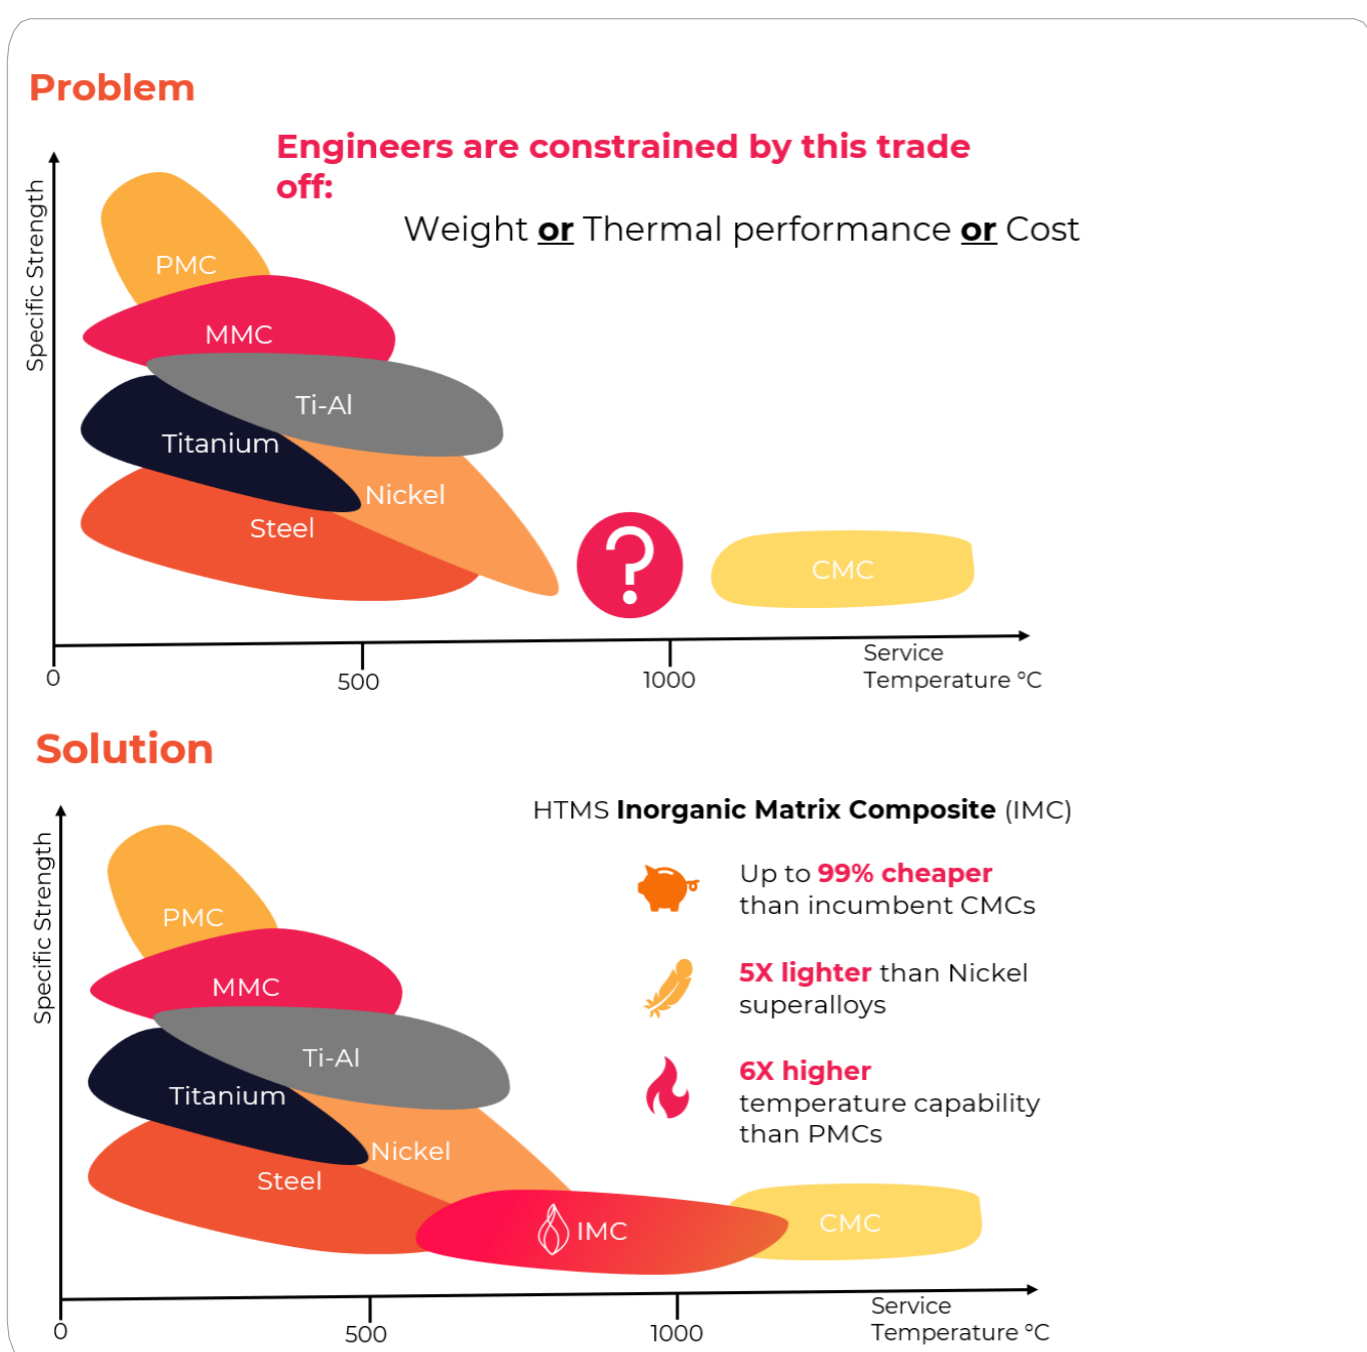 Problem
Engineers are constrained by this trade
off:
Weight or Thermal performance or Cost
Specific Strength
PMC
MMC
Ti-Al
Titanium
Nickel
Steel
?
CMC
0
500
1000
Service
Temperature °C
Solution
HTMS Inorganic Matrix Composite (IMC)
Up to 99% cheaper
than incumbent CMCs
5X lighter than Nickel
superalloys
6X higher
temperature capability
than PMCs
Specific Strength
PMC
MMC
Ti-Al
Titanium
Nickel
Steel
IMC
CMC
0
500
1000
Service
Temperature °C